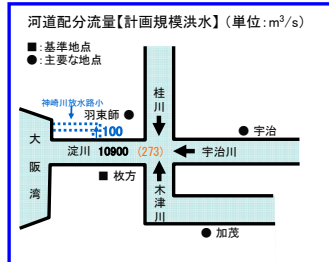 河道配分流量【計画規模洪水】(単位:m³/s)
■:基準地点
●:主要な地点
神崎川放水路小
羽束師 ●
桂川
100
● 宇治
大阪湾
淀川 10900 (273)
宇治川
■ 枚方
木津川
● 加茂